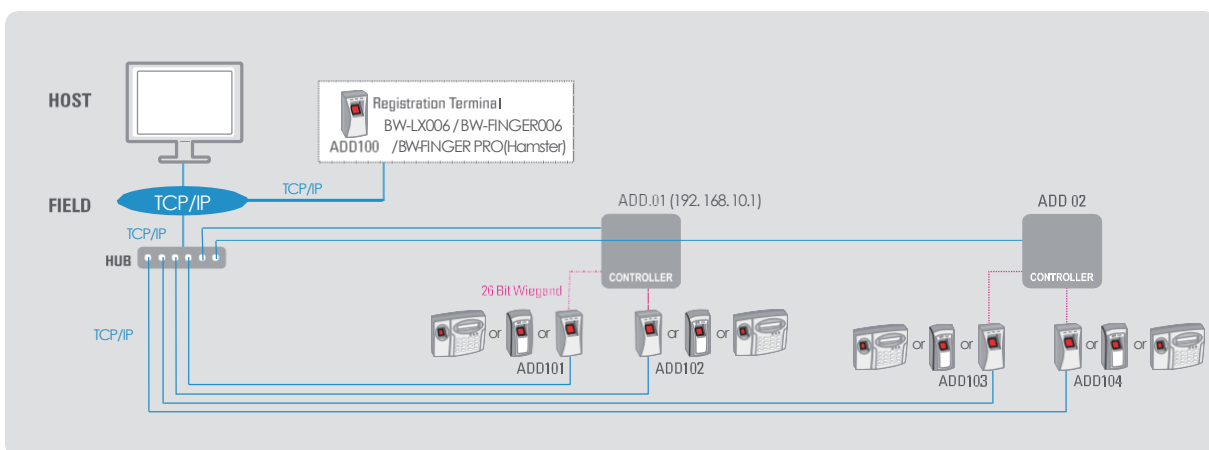 HOST
Registration Terminal
BW-LX006 / BW-FINGER006
ADD100 /BW-FINGER PRO(Hamster)
FIELD
TCP/IP
TCP/IP
TCP/IP
HUB
TCP/IP
ADD.01 (192. 168. 10.1)
CONTROLLER
26 Bit Wiegand
ADD 02
CONTROLLER
or or
ADD101
or or
ADD102
or or
ADD103
or or
ADD104